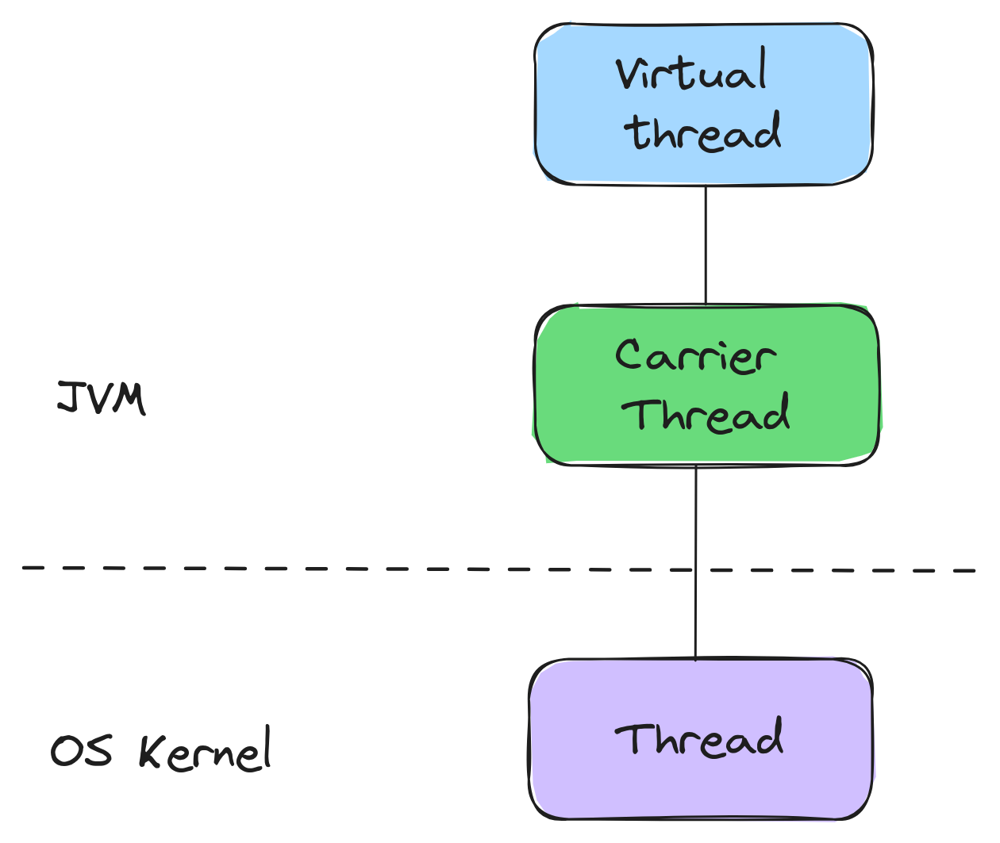 Virtual
thread
JVM
Carrier
Thread
OS Kernel
Thread